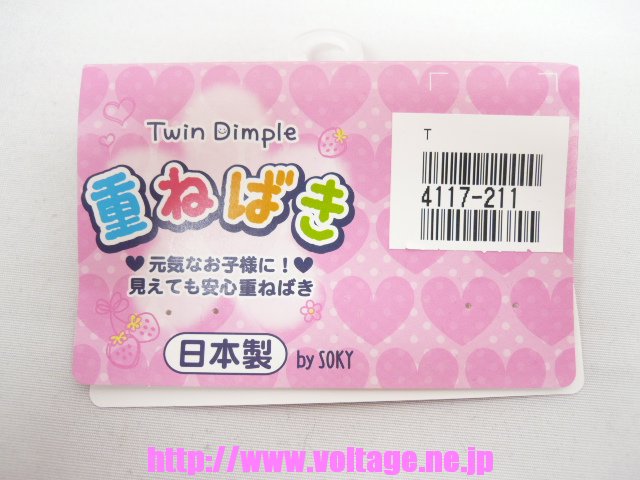 Twin Dimple
重ねばき
♥元気なお子様に!♥
見えても安心重ねばき
日本製 by SOKY
T
4117-211
http://www.voltage.ne.jp